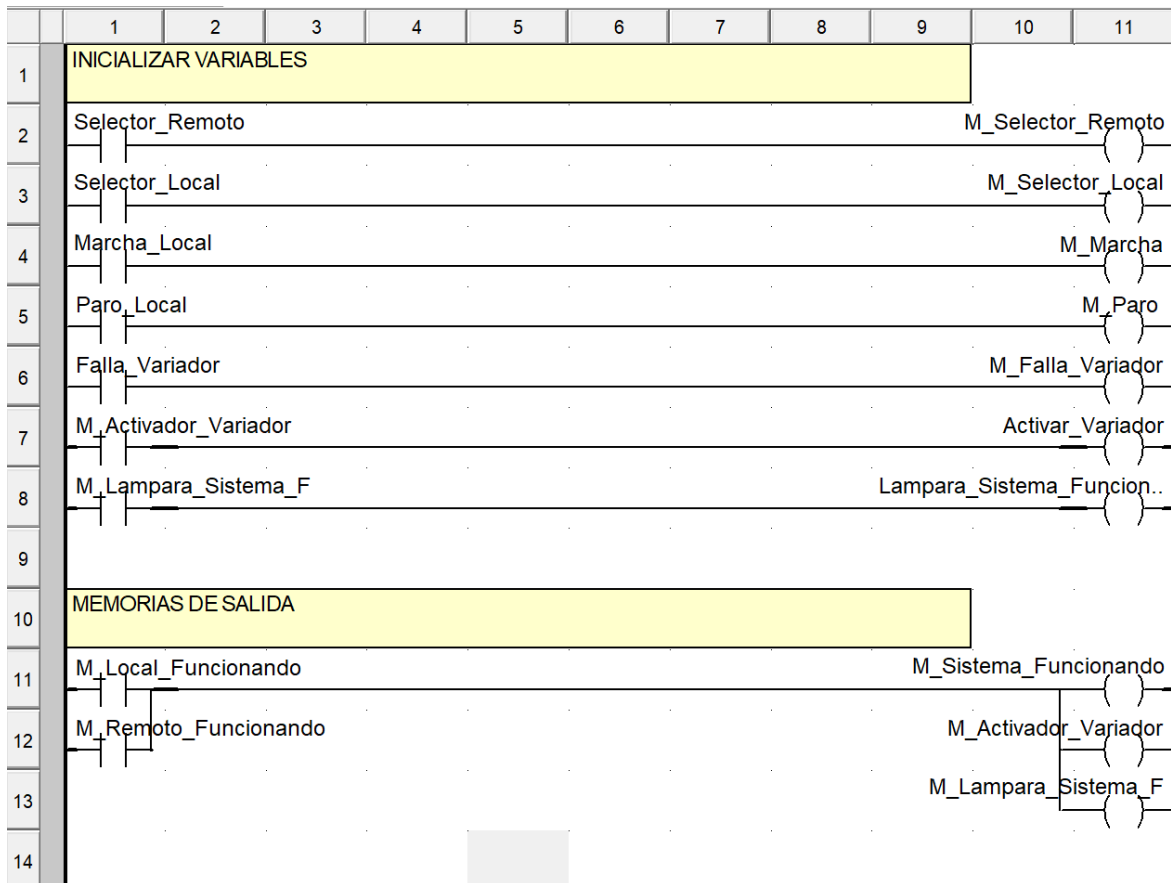 1 2 3 4 5 6 7 8 9 10 11
1 INICIALIZAR VARIABLES
2 Selector_Remoto M_Selector_Remoto
3 Selector_Local M_Selector_Local
4 Marcha_Local M_Marcha
5 Paro_Local M_Paro
6 Falla_Variador M_Falla_Variador
7 M_Activador_Variador Activar_Variador
8 M_Lampara_Sistema_F Lampara_Sistema_Funcion..
9
10 MEMORIAS DE SALIDA
11 M_Local_Funcionando M_Sistema_Funcionando
12 M_Remoto_Funcionando M_Activador_Variador
13 M_Lampara_Sistema_F
14